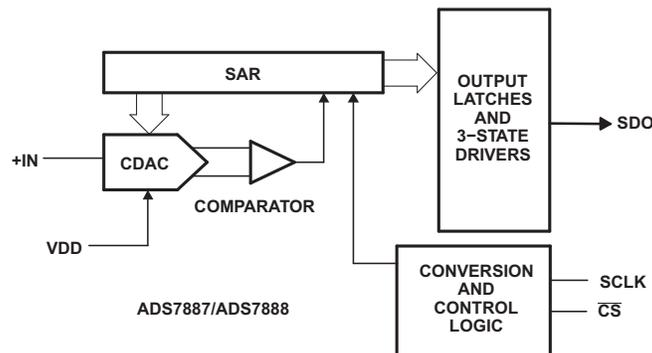 SAR
OUTPUT
LATCHES
AND
3−STATE
DRIVERS
SDO
+IN
CDAC
COMPARATOR
VDD
CONVERSION
AND
CONTROL
LOGIC
SCLK
C̅S̅
ADS7887/ADS7888